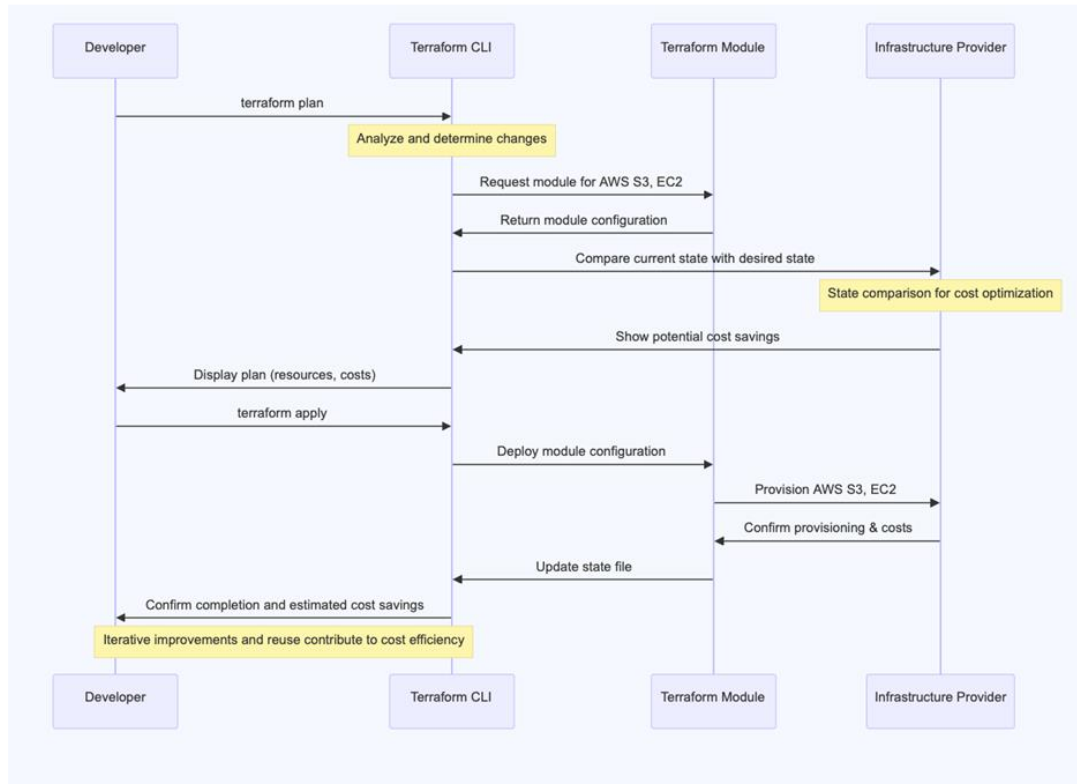 Developer
Terraform CLI
Terraform Module
Infrastructure Provider
terraform plan
Analyze and determine changes
Request module for AWS S3, EC2
Return module configuration
Compare current state with desired state
State comparison for cost optimization
Show potential cost savings
Display plan (resources, costs)
terraform apply
Deploy module configuration
Provision AWS S3, EC2
Confirm provisioning & costs
Update state file
Confirm completion and estimated cost savings
Iterative improvements and reuse contribute to cost efficiency
Developer
Terraform CLI
Terraform Module
Infrastructure Provider